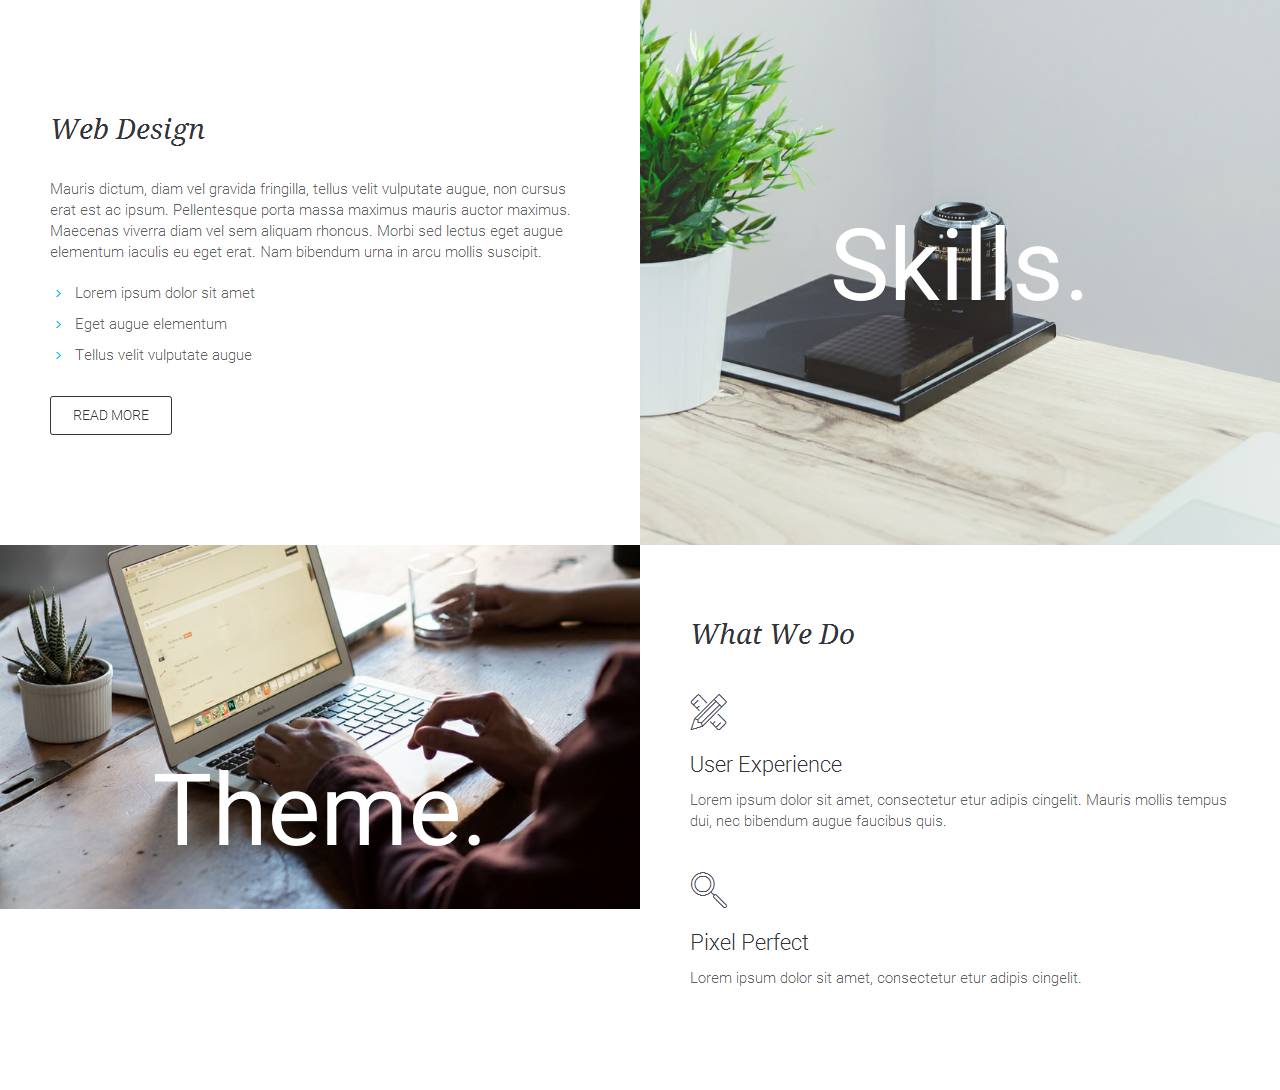 Web Design
Mauris dictum, diam vel gravida fringilla, tellus velit vulputate augue, non cursus
erat est ac ipsum. Pellentesque porta massa maximus mauris auctor maximus.
Maecenas viverra diam vel sem aliquam rhoncus. Morbi sed lectus eget augue
elementum iaculis eu eget erat. Nam bibendum urna in arcu mollis suscipit.
Lorem ipsum dolor sit amet
Eget augue elementum
Tellus velit vulputate augue
READ MORE
Skills.
Theme.
What We Do
User Experience
Lorem ipsum dolor sit amet, consectetur etur adipis cingelit. Mauris mollis tempus
dui, nec bibendum augue faucibus quis.
Pixel Perfect
Lorem ipsum dolor sit amet, consectetur etur adipis cingelit.